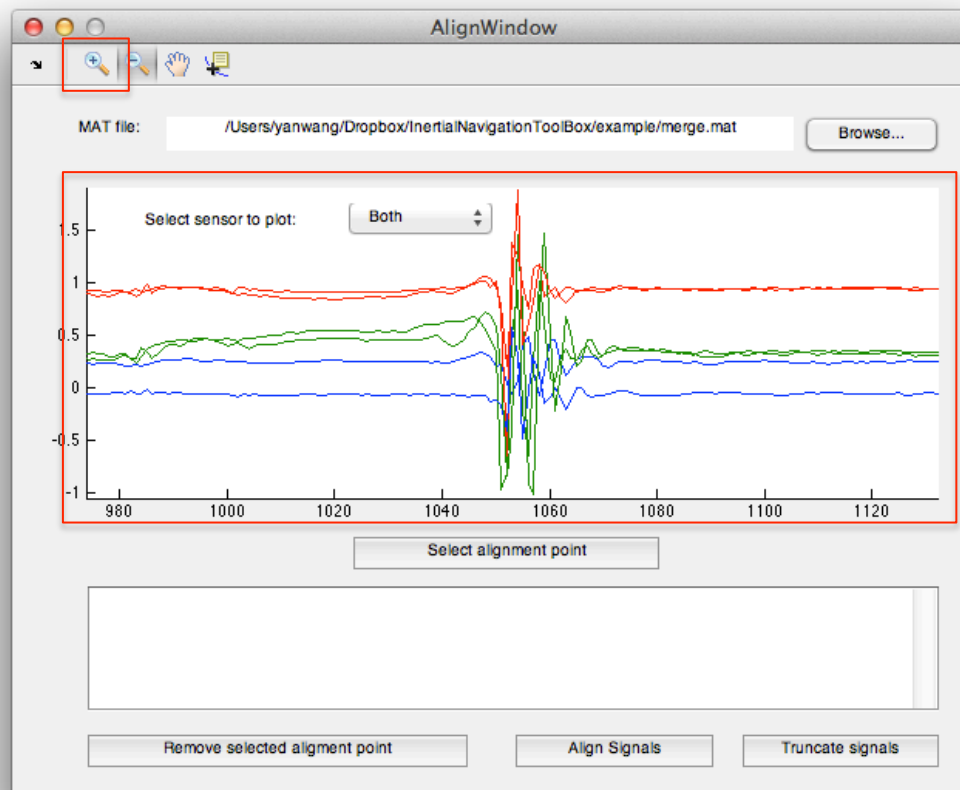 AlignWindow
MAT file: /Users/yanwang/Dropbox/InertialNavigationToolBox/example/merge.mat Browse...
Select sensor to plot: Both
1.5
1
0.5
0
-0.5
-1
980 1000 1020 1040 1060 1080 1100 1120
Select alignment point
Remove selected aligment point Align Signals Truncate signals